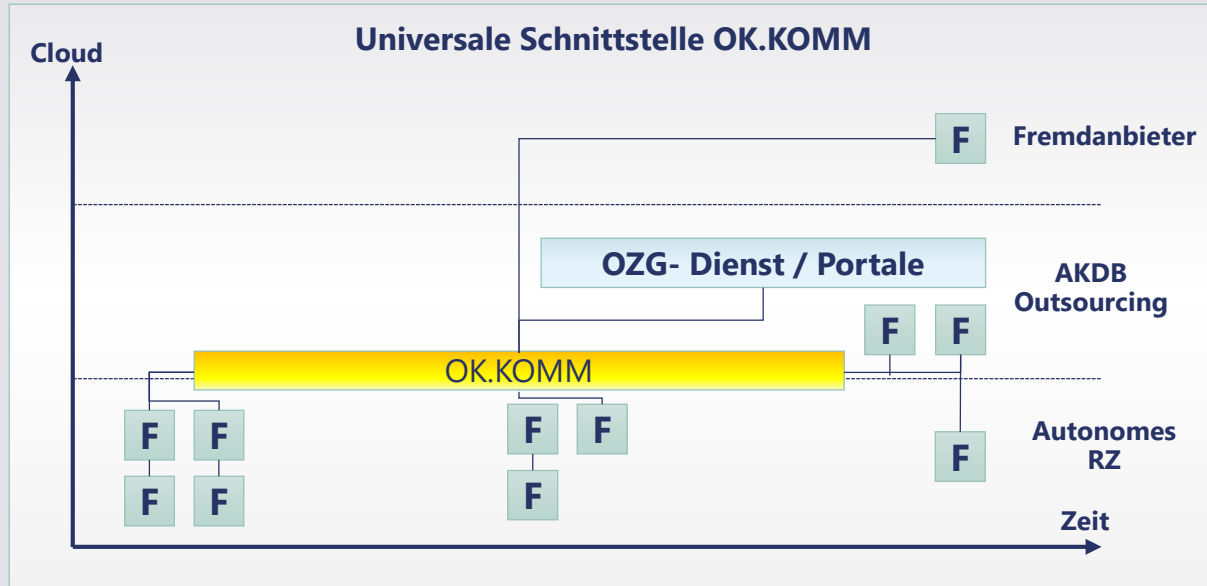 Universale Schnittstelle OK.KOMM
Cloud
F
Fremdanbieter
OZG- Dienst / Portale
AKDB
Outsourcing
F
F
OK.KOMM
F
F
F
F
F
F
F
F
Autonomes
RZ
Zeit